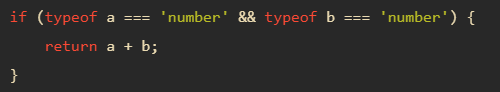 if (typeof a === 'number' && typeof b === 'number') {
    return a + b;
}